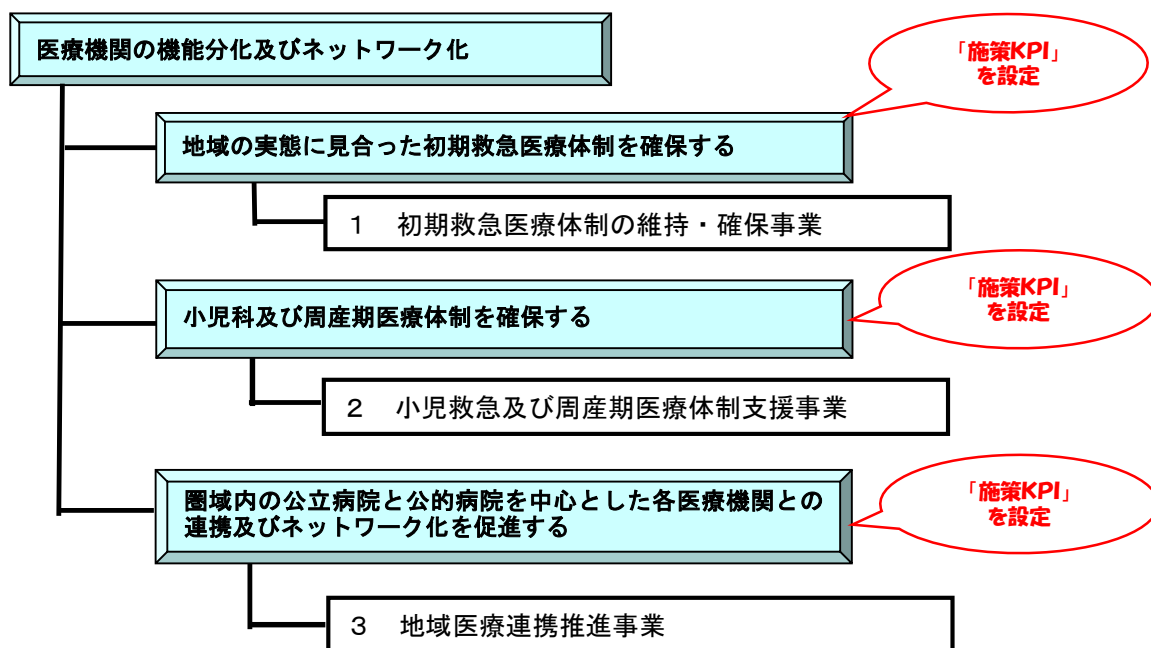 医療機関の機能分化及びネットワーク化
「施策KPI」
を設定
地域の実態に見合った初期救急医療体制を確保する
１　初期救急医療体制の維持・確保事業
「施策KPI」
を設定
小児科及び周産期医療体制を確保する
２　小児救急及び周産期医療体制支援事業
「施策KPI」
を設定
圏域内の公立病院と公的病院を中心とした各医療機関との
連携及びネットワーク化を促進する
３　地域医療連携推進事業